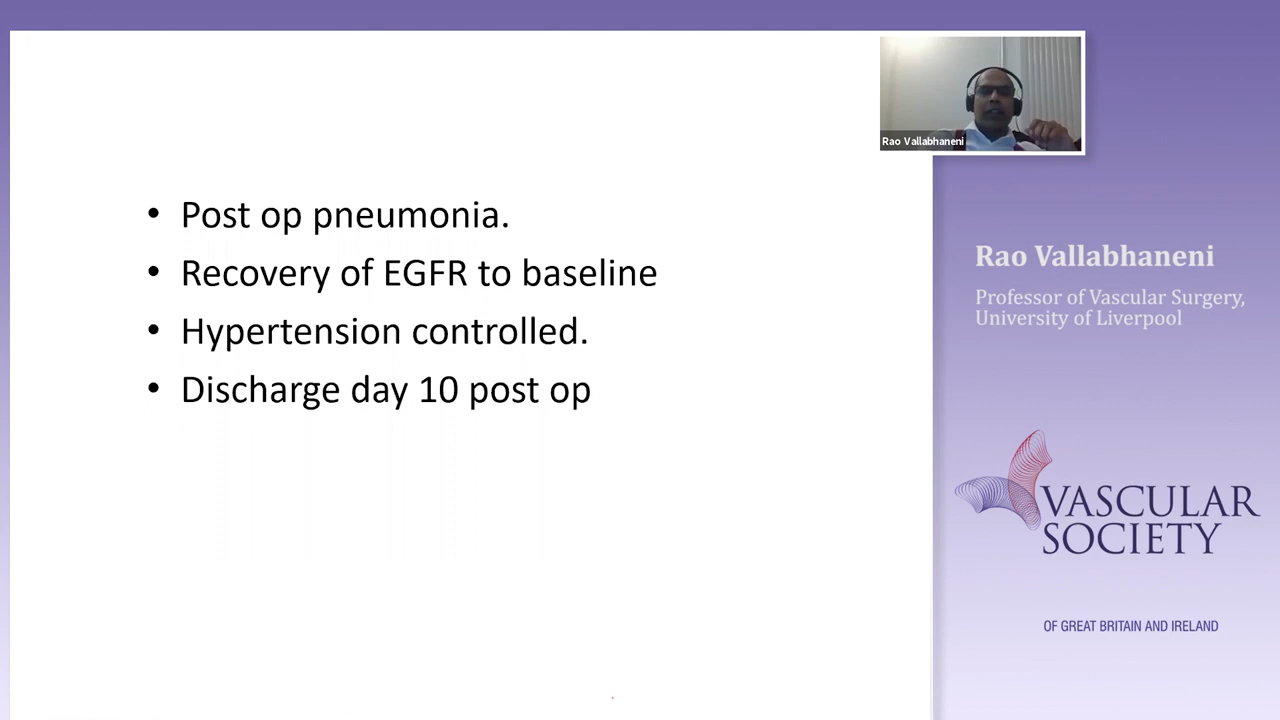 Rao Vallabhaneni
• Post op pneumonia.
• Recovery of EGFR to baseline
• Hypertension controlled.
• Discharge day 10 post op
Rao Vallabhaneni
Professor of Vascular Surgery,
University of Liverpool
VASCULAR
SOCIETY
OF GREAT BRITAIN AND IRELAND